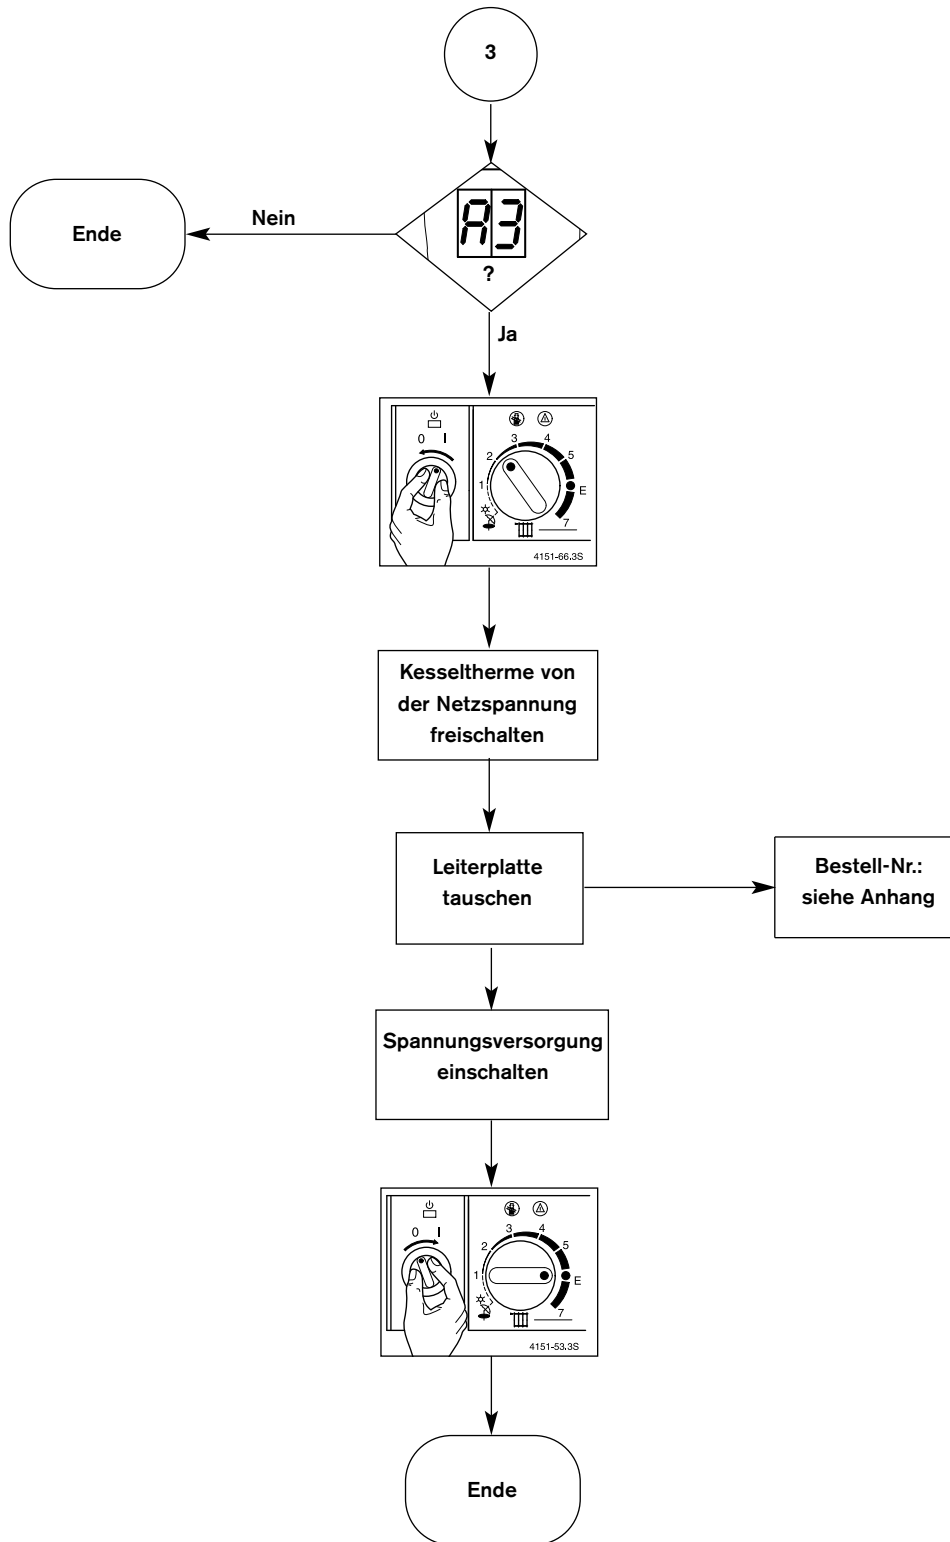 3
A3
?
Nein
Ende
Ja
0 I
1 2 3 4 5 E 7
4151-66.3S
Kesseltherme von
der Netzspannung
freischalten
Leiterplatte
tauschen
Bestell-Nr.:
siehe Anhang
Spannungsversorgung
einschalten
0 I
1 2 3 4 5 E 7
4151-53.3S
Ende